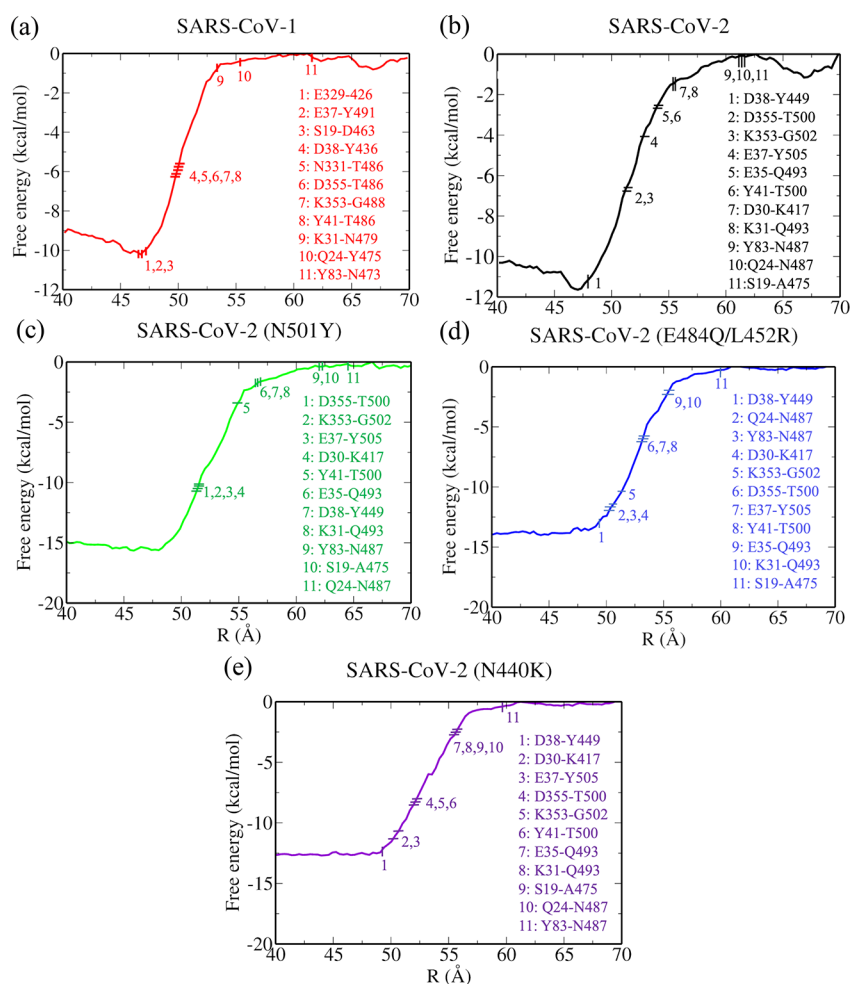 (a)
SARS-CoV-1
Free energy (kcal/mol)
0
-2
-4
-6
-8
-10
-12
40 45 50 55 60 65 70
1,2,3
4,5,6,7,8
9
10
11
1: E329-426
2: E37-Y491
3: S19-D463
4: D38-Y436
5: N331-T486
6: D355-T486
7: K353-G488
8: Y41-T486
9: K31-N479
10:Q24-Y475
11:Y83-N473
(b)
SARS-CoV-2
Free energy (kcal/mol)
0
-2
-4
-6
-8
-10
-12
40 45 50 55 60 65 70
1
2,3
4
5,6
7,8
9,10,11
1: D38-Y449
2: D355-T500
3: K353-G502
4: E37-Y505
5: E35-Q493
6: Y41-T500
7: D30-K417
8: K31-Q493
9: Y83-N487
10: Q24-N487
11:S19-A475
(c)
SARS-CoV-2 (N501Y)
Free energy (kcal/mol)
0
-5
-10
-15
-20
40 45 50 55 60 65 70
R (Å)
1,2,3,4
5
6,7,8
9,10
11
1: D355-T500
2: K353-G502
3: E37-Y505
4: D30-K417
5: Y41-T500
6: E35-Q493
7: D38-Y449
8: K31-Q493
9: Y83-N487
10: S19-A475
11: Q24-N487
(d)
SARS-CoV-2 (E484Q/L452R)
Free energy (kcal/mol)
0
-5
-10
-15
-20
40 45 50 55 60 65 70
R (Å)
1
2,3,4
5
6,7,8
9,10
11
1: D38-Y449
2: Q24-N487
3: Y83-N487
4: D30-K417
5: K353-G502
6: D355-T500
7: E37-Y505
8: Y41-T500
9: E35-Q493
10: K31-Q493
11: S19-A475
(e)
SARS-CoV-2 (N440K)
Free energy (kcal/mol)
0
-5
-10
-15
-20
40 45 50 55 60 65 70
R (Å)
1
2,3
4,5,6
7,8,9,10
11
1: D38-Y449
2: D30-K417
3: E37-Y505
4: D355-T500
5: K353-G502
6: Y41-T500
7: E35-Q493
8: K31-Q493
9: S19-A475
10: Q24-N487
11: Y83-N487